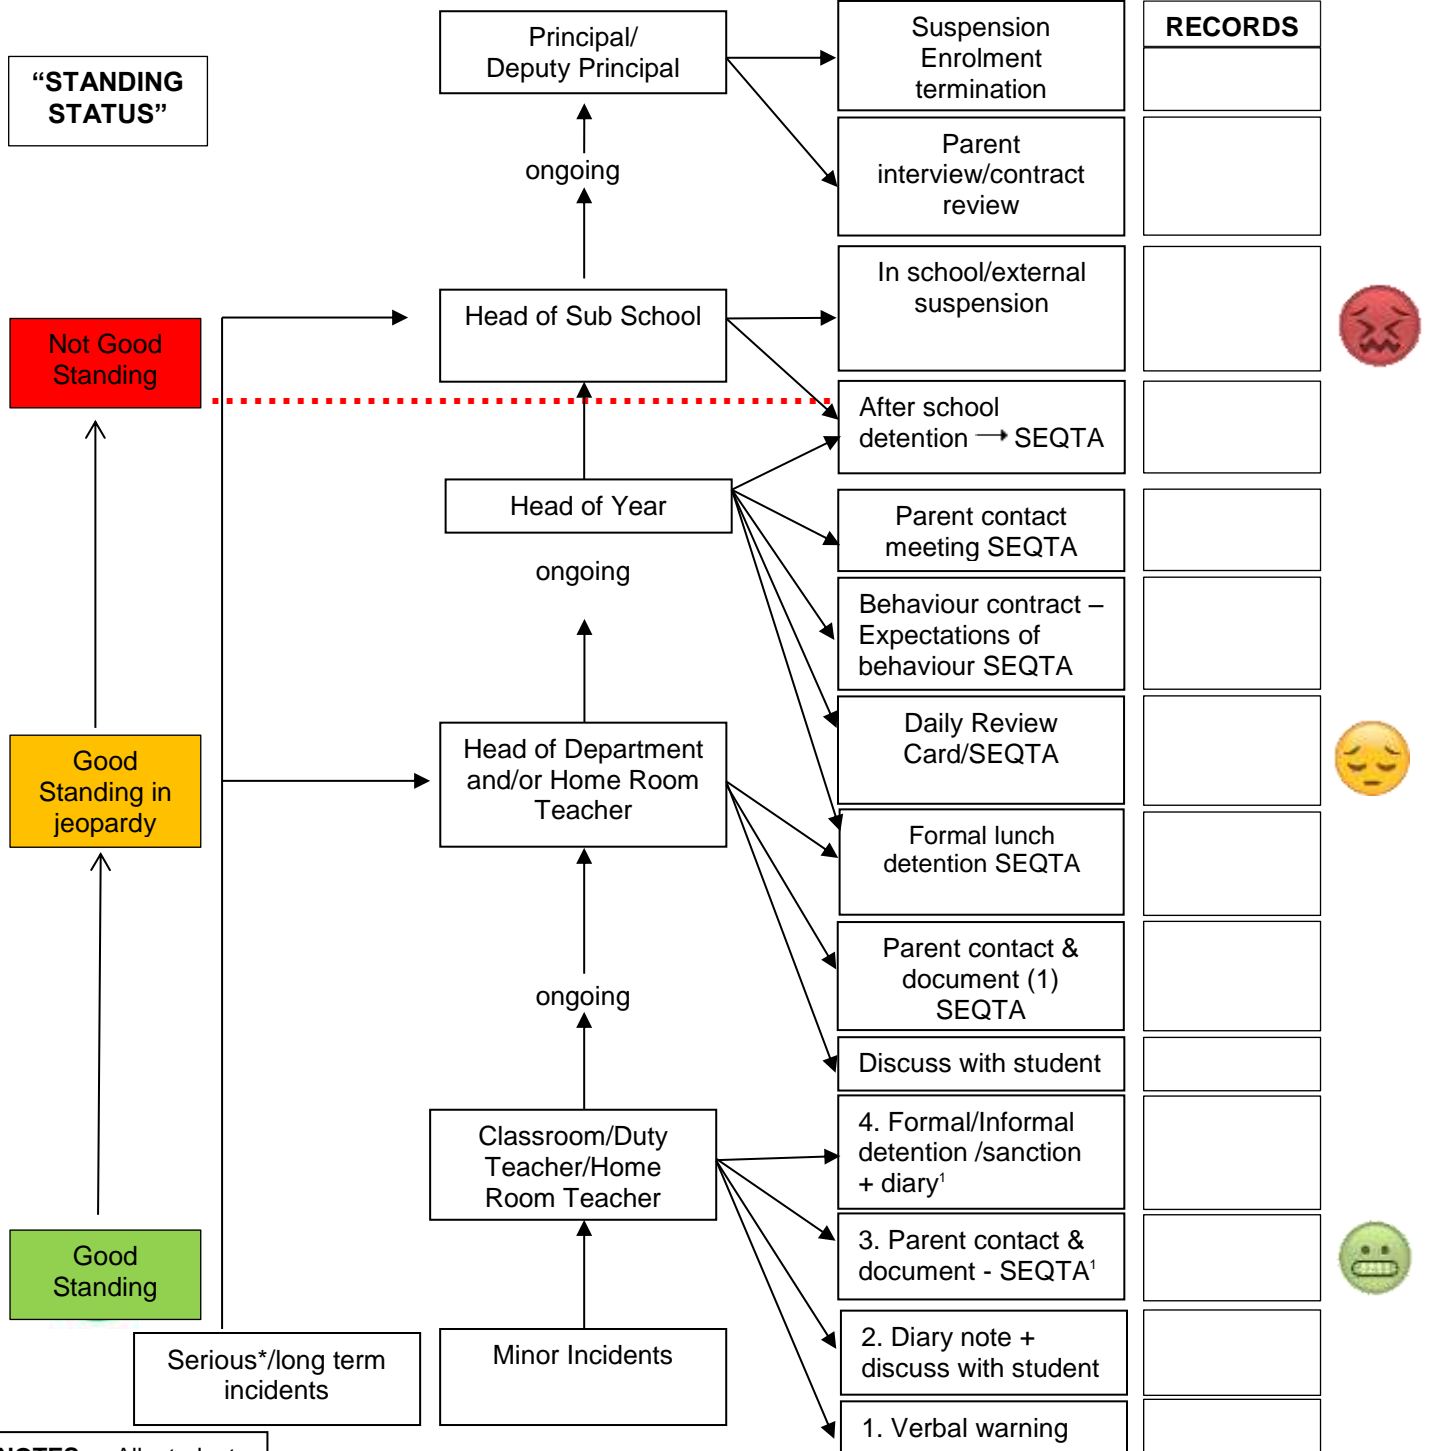 “STANDING
STATUS”
Principal/
Deputy Principal
Suspension
Enrolment
termination
RECORDS
Parent
interview/contract
review
ongoing
Not Good
Standing
Head of Sub School
In school/external
suspension
After school
detention → SEQTA
Head of Year
Parent contact
meeting SEQTA
ongoing
Behaviour contract –
Expectations of
behaviour SEQTA
Good
Standing in
jeopardy
Head of Department
and/or Home Room
Teacher
Daily Review
Card/SEQTA
Formal lunch
detention SEQTA
Parent contact &
document (1)
SEQTA
ongoing
Discuss with student
Classroom/Duty
Teacher/Home
Room Teacher
4. Formal/Informal
detention /sanction
+ diary¹
3. Parent contact &
document - SEQTA¹
Good
Standing
2. Diary note +
discuss with student
Serious*/long term
incidents
Minor Incidents
1. Verbal warning